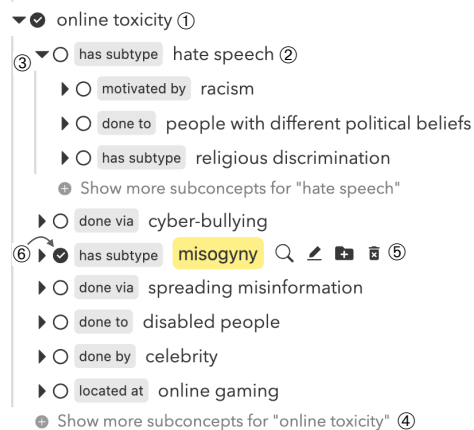 online toxicity ①
③ has subtype hate speech ②
motivated by racism
done to people with different political beliefs
has subtype religious discrimination
Show more subconcepts for "hate speech"
done via cyber-bullying
⑥ has subtype misogyny ⑤
done via spreading misinformation
done to disabled people
done by celebrity
located at online gaming
Show more subconcepts for "online toxicity" ④